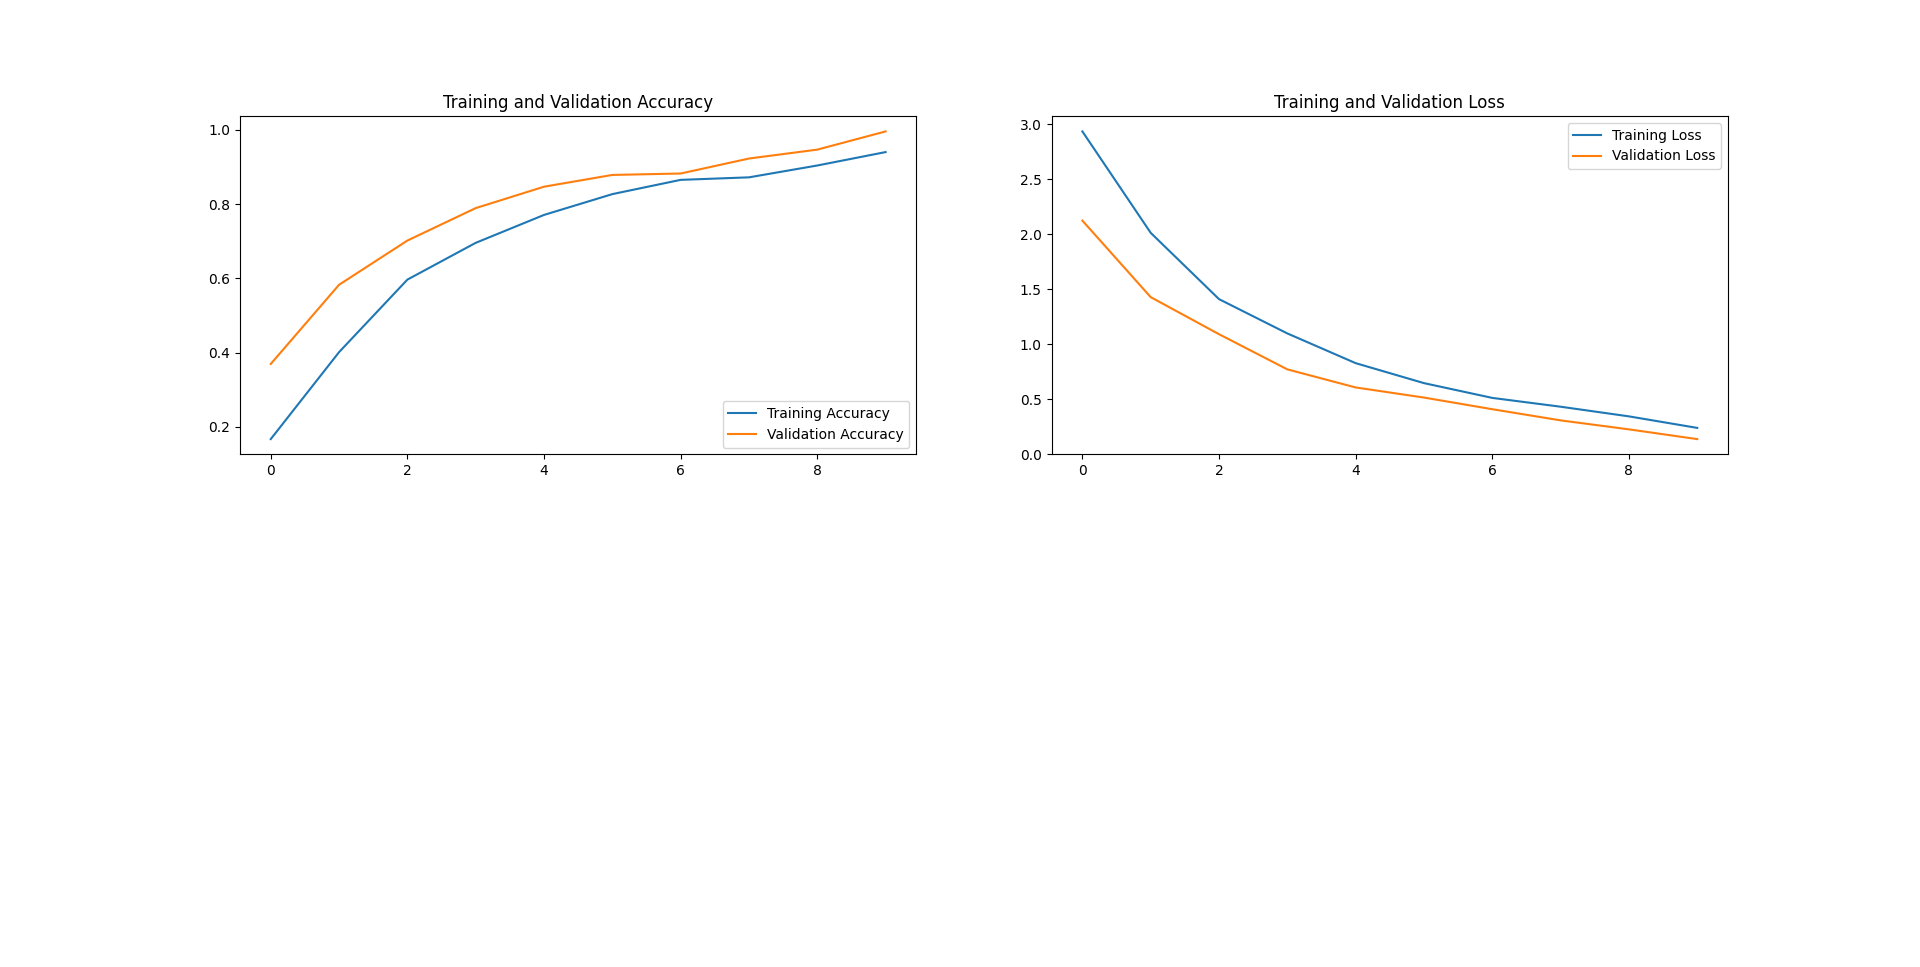 Training and Validation Accuracy
1.0
0.8
0.6
0.4
0.2
0 2 4 6 8
Training Accuracy
Validation Accuracy
Training and Validation Loss
3.0
2.5
2.0
1.5
1.0
0.5
0.0
0 2 4 6 8
Training Loss
Validation Loss